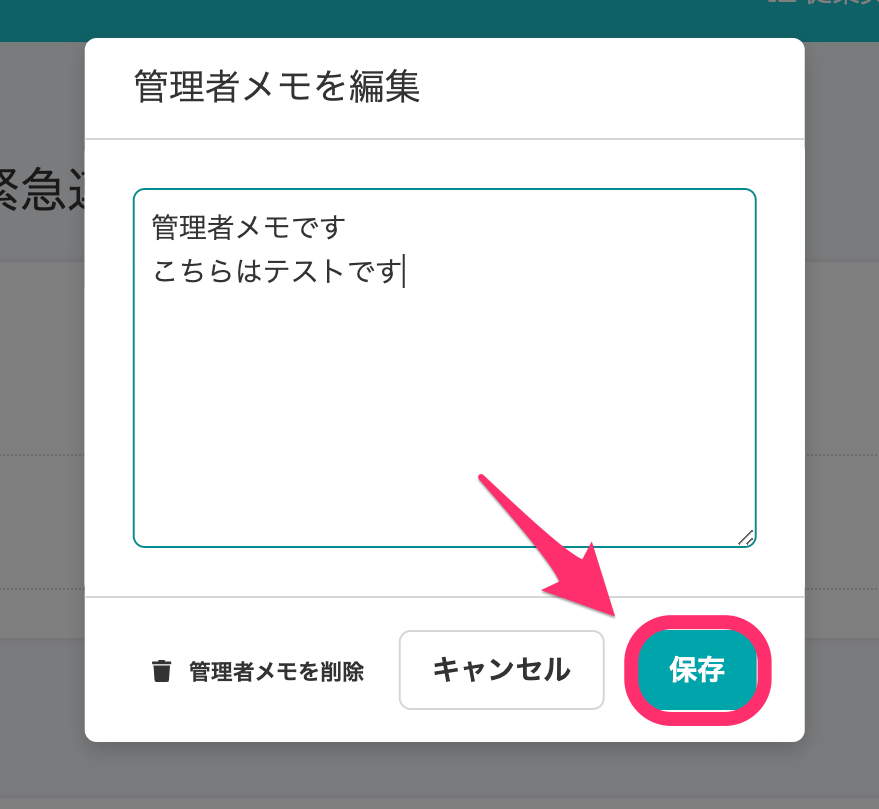 管理者メモを編集
緊急
管理者メモです
こちらはテストです
管理者メモを削除
キャンセル
保存